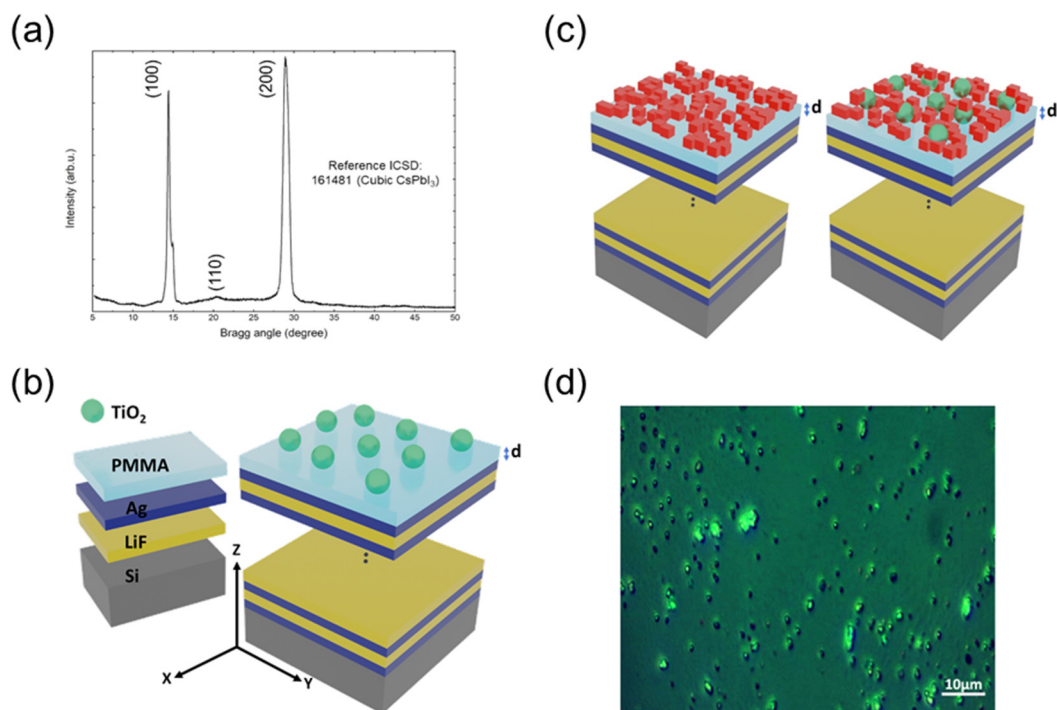 (a)
(100)
(200)
(110)
Reference ICSD:
161481 (Cubic CsPbI₃)
Intensity (arb.u.)
5 10 15 20 25 30 35 40 45 50
Bragg angle (degree)
(b)
TiO₂
PMMA
Ag
LiF
Si
d
Z
X
Y
(c)
d
d
(d)
10μm